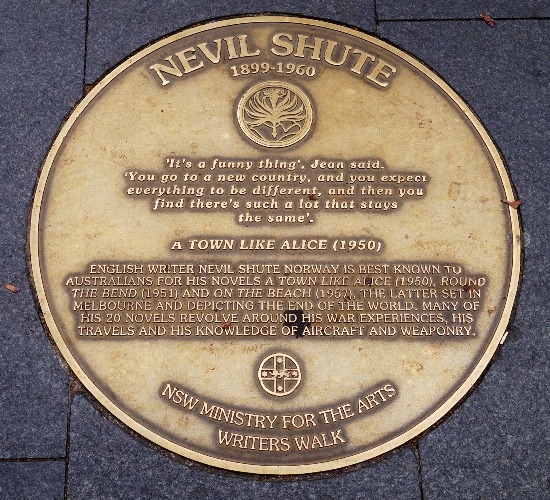 NEVIL SHUTE
1899-1960
'It's a funny thing', Jean said.
'You go to a new country, and you expect
everything to be different, and then you
find there's such a lot that stays
the same'.
A TOWN LIKE ALICE (1950)
ENGLISH WRITER NEVIL SHUTE NORWAY IS BEST KNOWN TO
AUSTRALIANS FOR HIS NOVELS A TOWN LIKE ALICE (1950), ROUND
THE BEND (1951) AND ON THE BEACH (1957), THE LATTER SET IN
MELBOURNE AND DEPICTING THE END OF THE WORLD. MANY OF
HIS 20 NOVELS REVOLVE AROUND HIS WAR EXPERIENCES, HIS
TRAVELS AND HIS KNOWLEDGE OF AIRCRAFT AND WEAPONRY.
NSW MINISTRY FOR THE ARTS
WRITERS WALK